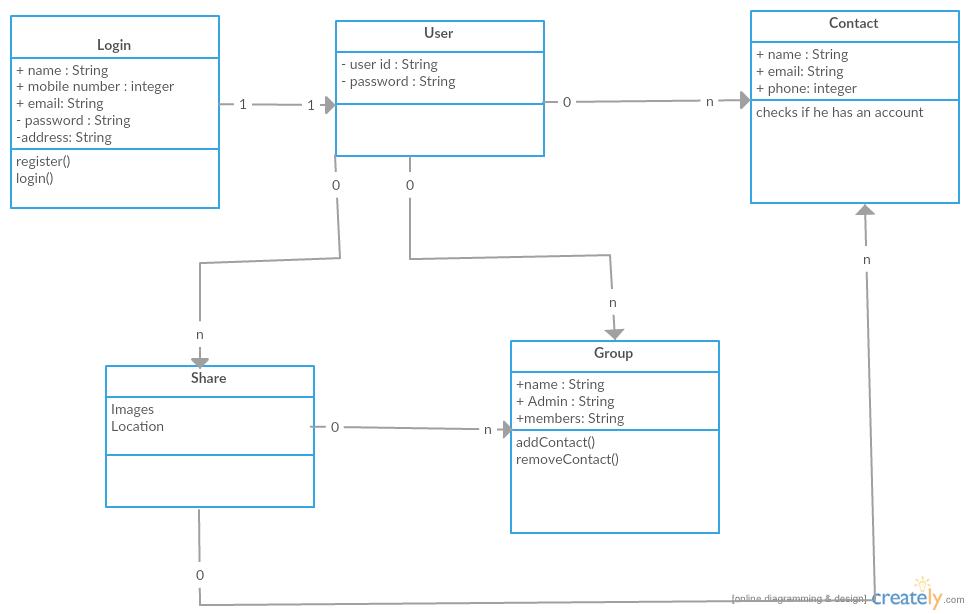 Login
+ name : String
+ mobile number : integer
+ email: String
- password : String
-address: String
register()
login()
1
1
User
- user id : String
- password : String
0
n
Contact
+ name : String
+ email: String
+ phone: integer
checks if he has an account
0
0
n
n
n
Share
Images
Location
0
n
Group
+name : String
+ Admin : String
+members: String
addContact()
removeContact()
0
[online diagramming & design]
creately.com